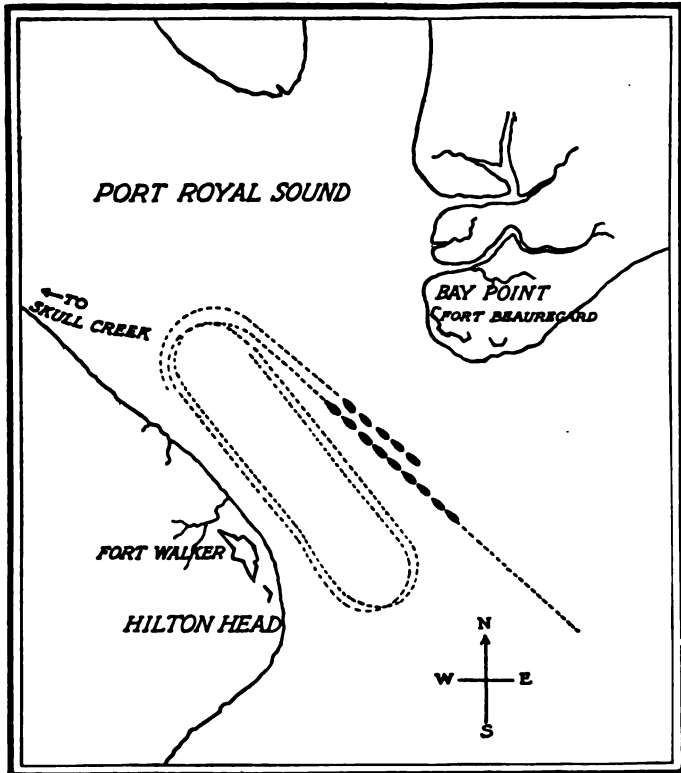 PORT ROYAL SOUND
BAY POINT
FORT BEAUREGARD
← TO
SKULL CREEK
FORT WALKER
HILTON HEAD
N
W E
S